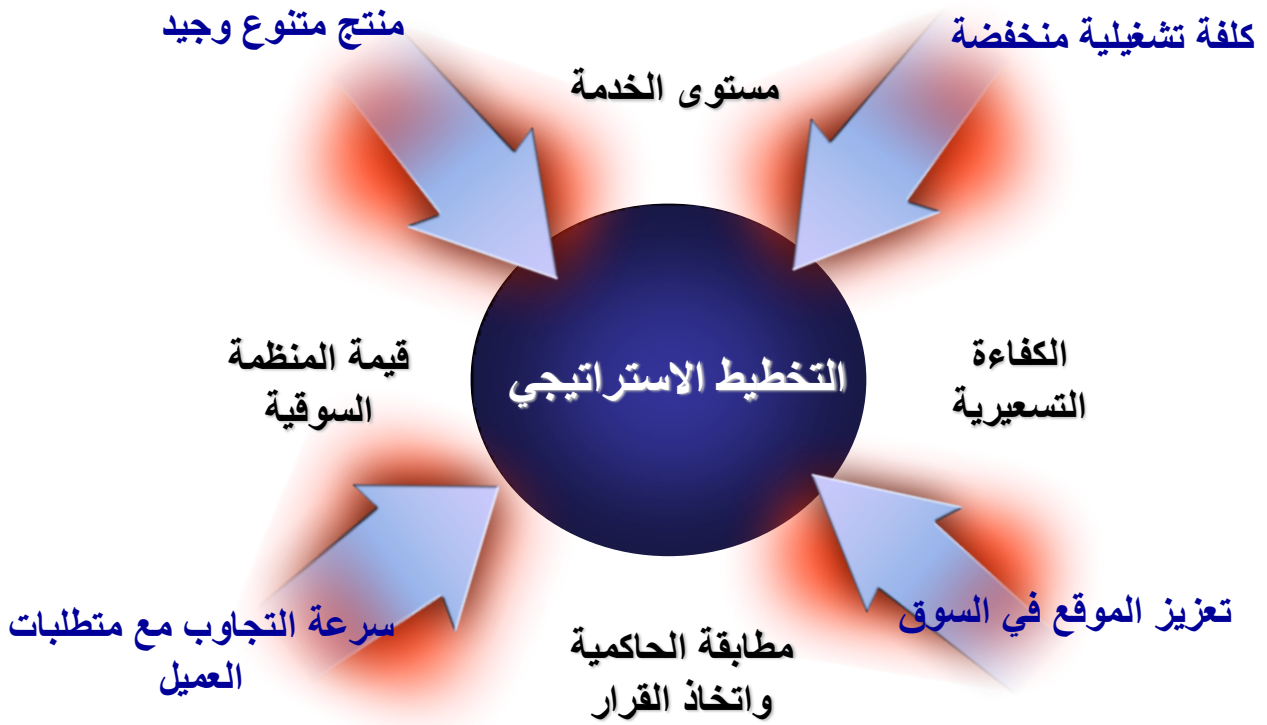 كلفة تشغيلية منخفضة
منتج متنوع وجيد
مستوى الخدمة
الكفاءة
التسعيرية
التخطيط الاستراتيجي
قيمة المنظمة
السوقية
تعزيز الموقع في السوق
سرعة التجاوب مع متطلبات
العميل
مطابقة الحاكمية
واتخاذ القرار